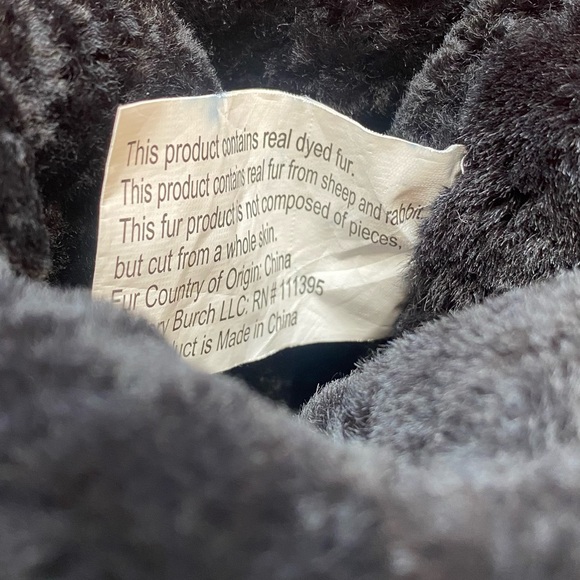 This product contains real dyed fur.
This product contains real fur from sheep and rabbit
This fur product is not composed of pieces,
but cut from a whole skin.
Fur Country of Origin: China
ry Burch LLC: RN# 111395
uct is Made in China